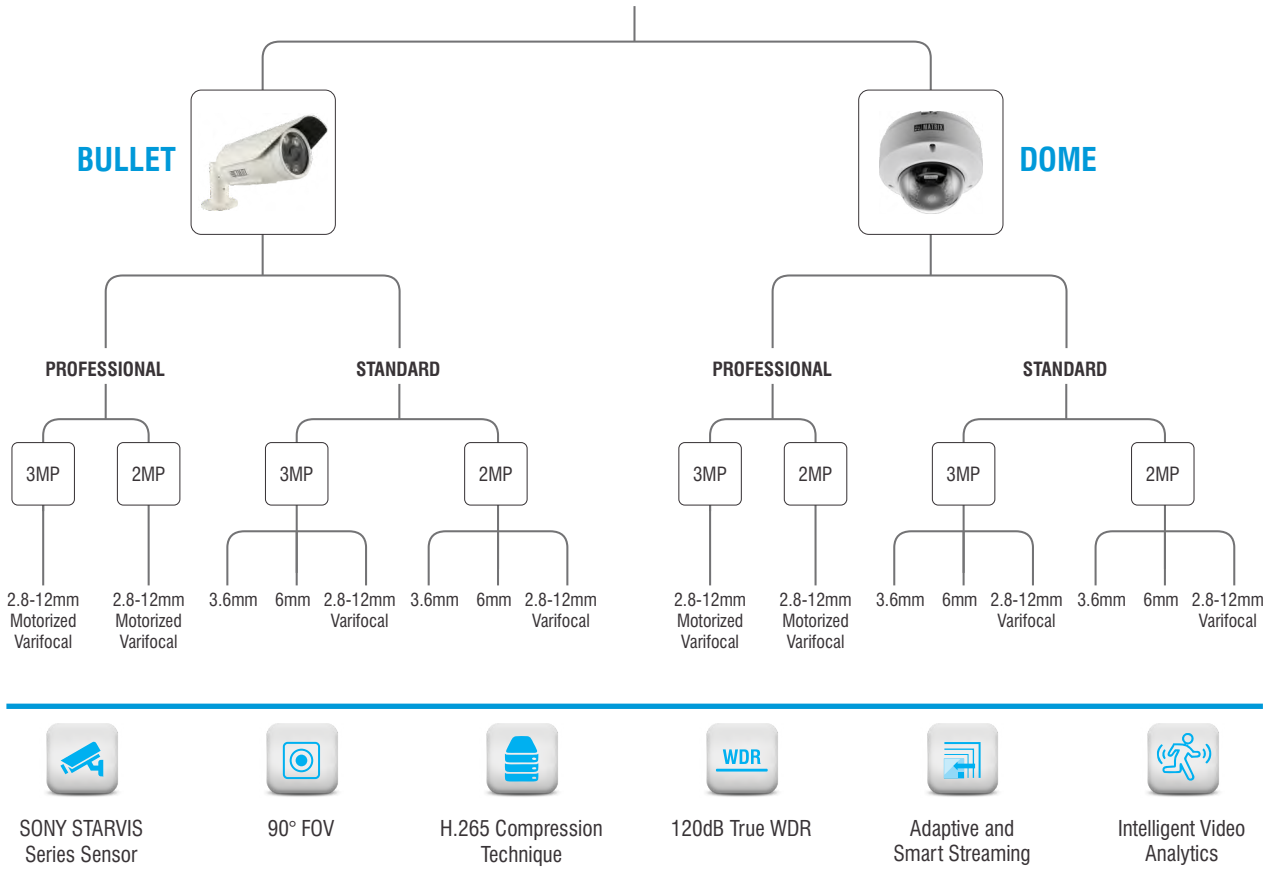 BULLET
MATRIX
DOME
PROFESSIONAL STANDARD PROFESSIONAL STANDARD
3MP 2MP 3MP 2MP 3MP 2MP 3MP 2MP
2.8-12mm 2.8-12mm 3.6mm 6mm 2.8-12mm 3.6mm 6mm 2.8-12mm 2.8-12mm 2.8-12mm 3.6mm 6mm 2.8-12mm 3.6mm 6mm 2.8-12mm
Motorized Motorized Varifocal Varifocal Motorized Motorized Varifocal Varifocal
Varifocal Varifocal Varifocal Varifocal
WDR
SONY STARVIS 90° FOV H.265 Compression 120dB True WDR Adaptive and Intelligent Video
Series Sensor Technique Smart Streaming Analytics